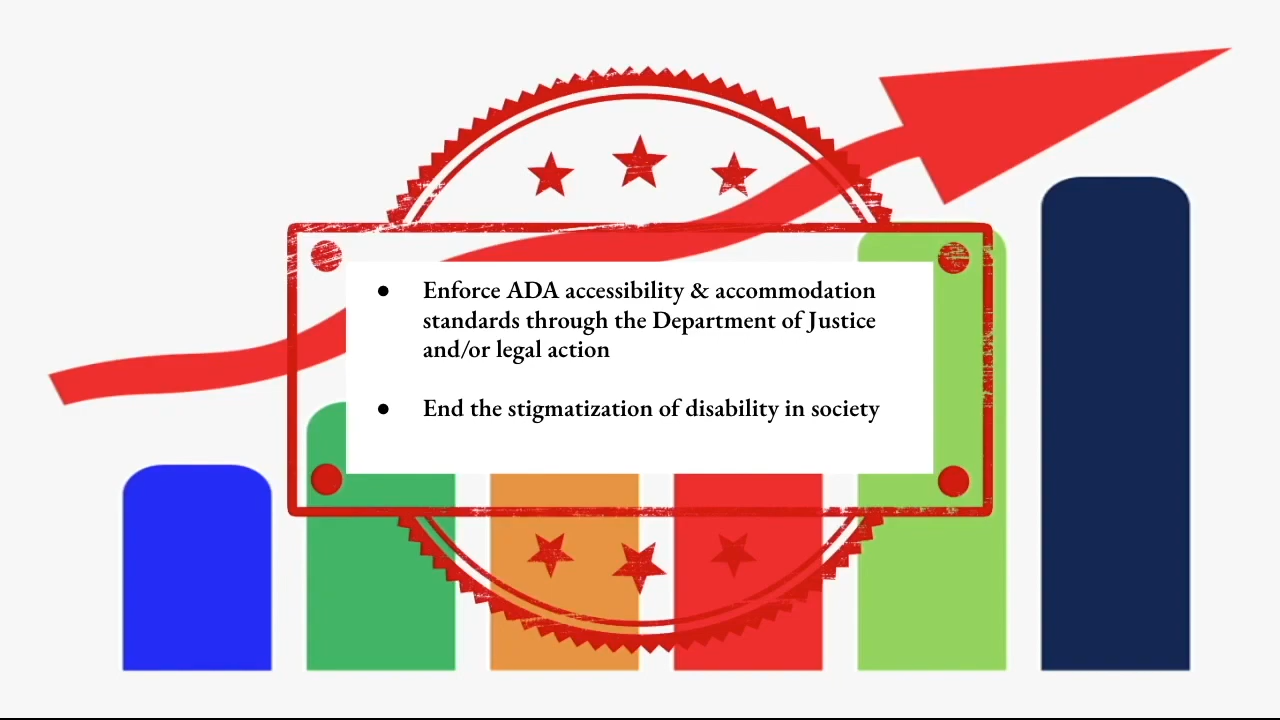 ● Enforce ADA accessibility & accommodation
standards through the Department of Justice
and/or legal action
● End the stigmatization of disability in society